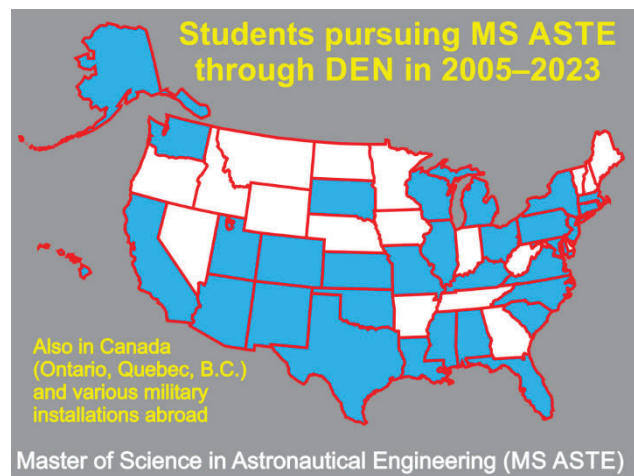 Students pursuing MS ASTE
through DEN in 2005–2023
Also in Canada
(Ontario, Quebec, B.C.)
and various military
installations abroad
Master of Science in Astronautical Engineering (MS ASTE)